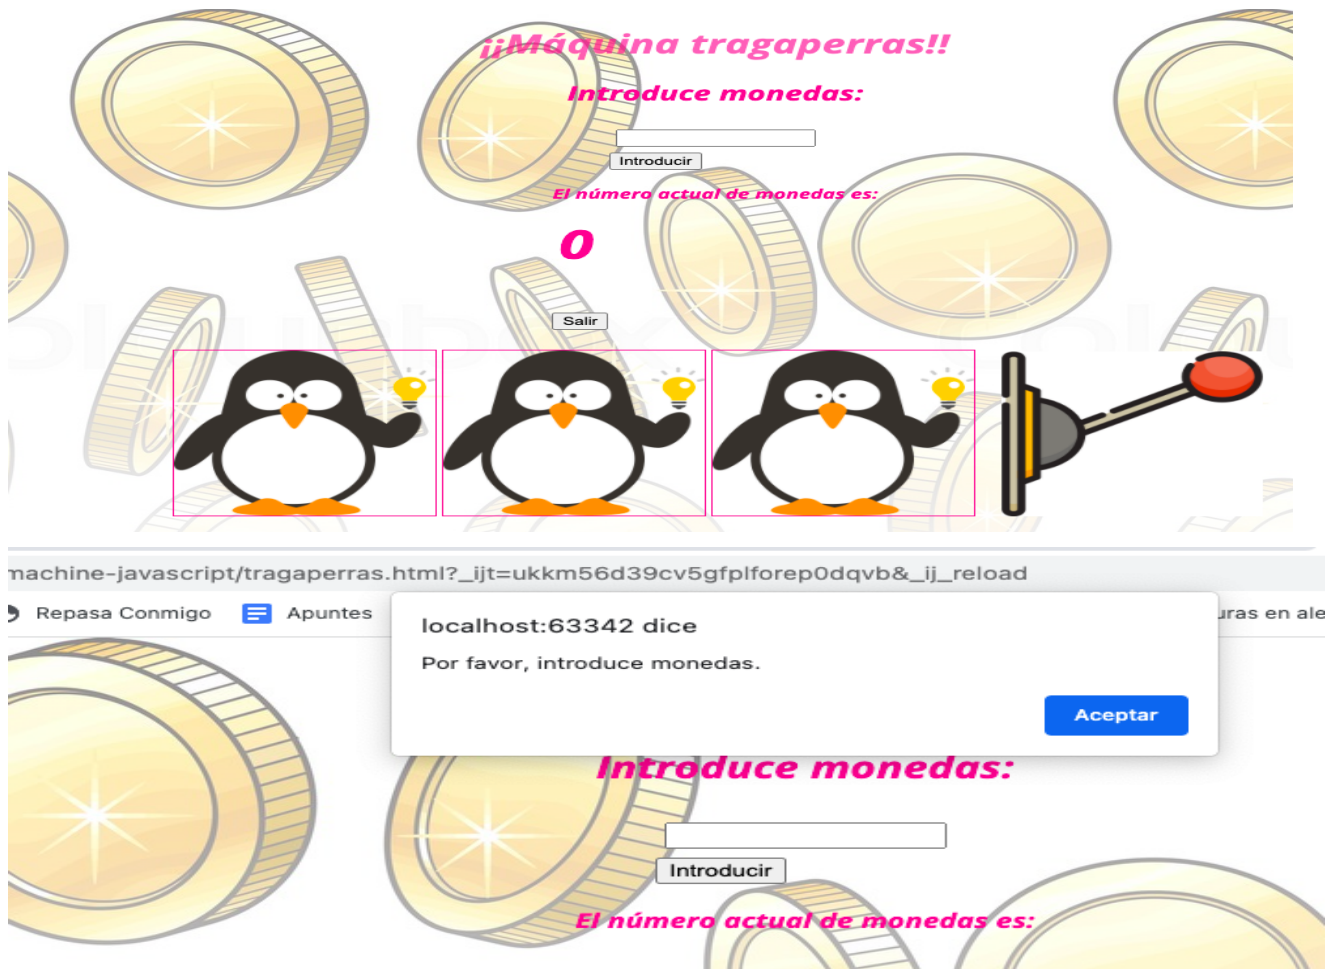 ¡¡Máquina tragaperras!!
Introduce monedas:
Introducir
El número actual de monedas es:
0
Salir
machine-javascript/tragaperras.html?_ijt=ukkm56d39cv5gfplforep0dqvb&_ij_reload
Repasa Conmigo Apuntes uras en ale
localhost:63342 dice
Por favor, introduce monedas.
Aceptar
Introduce monedas:
Introducir
El número actual de monedas es: